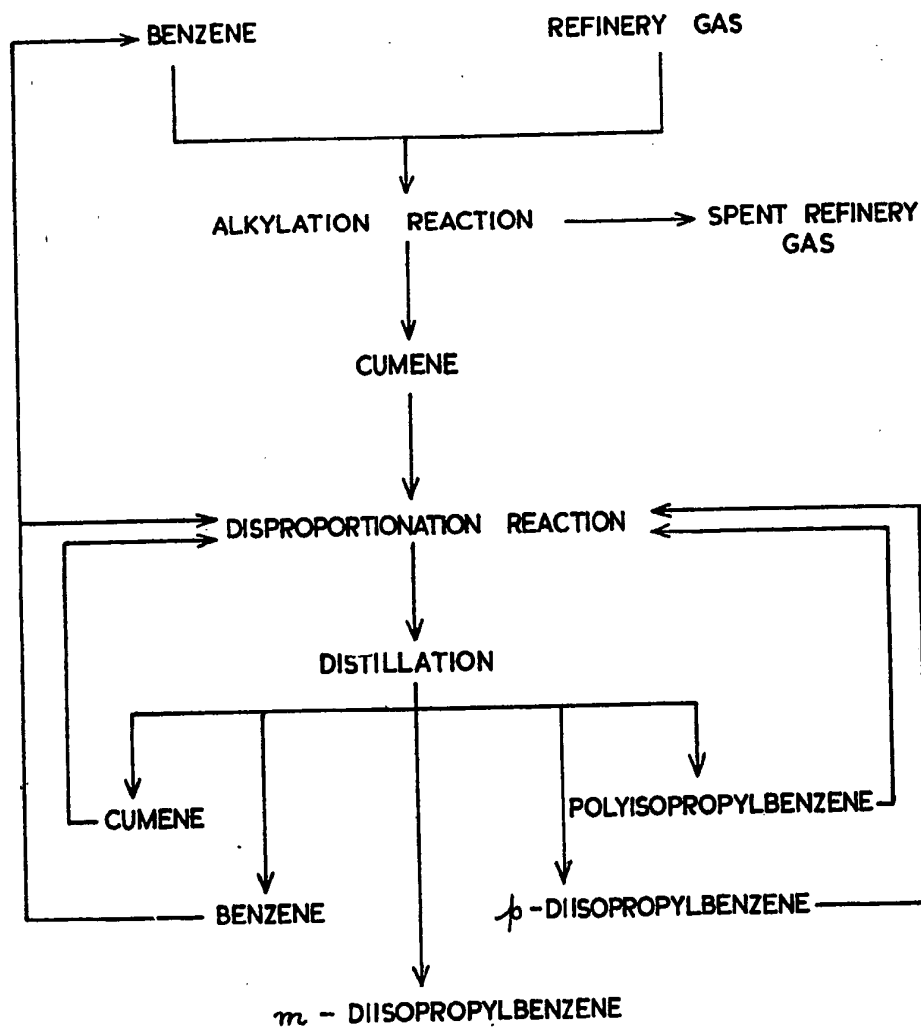 BENZENE
REFINERY GAS
ALKYLATION REACTION
SPENT REFINERY
GAS
CUMENE
DISPROPORTIONATION REACTION
DISTILLATION
CUMENE
POLYISOPROPYLBENZENE
BENZENE
p-DIISOPROPYLBENZENE
m - DIISOPROPYLBENZENE